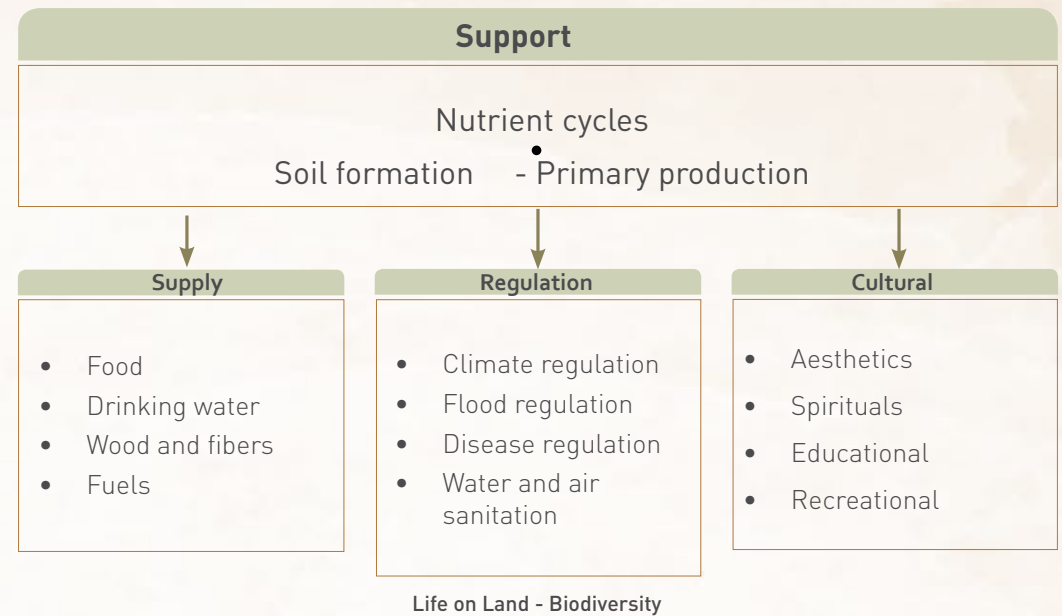 Support
Nutrient cycles
•
Soil formation - Primary production
Supply
• Food
• Drinking water
• Wood and fibers
• Fuels
Regulation
• Climate regulation
• Flood regulation
• Disease regulation
• Water and air
sanitation
Cultural
• Aesthetics
• Spirituals
• Educational
• Recreational
Life on Land - Biodiversity